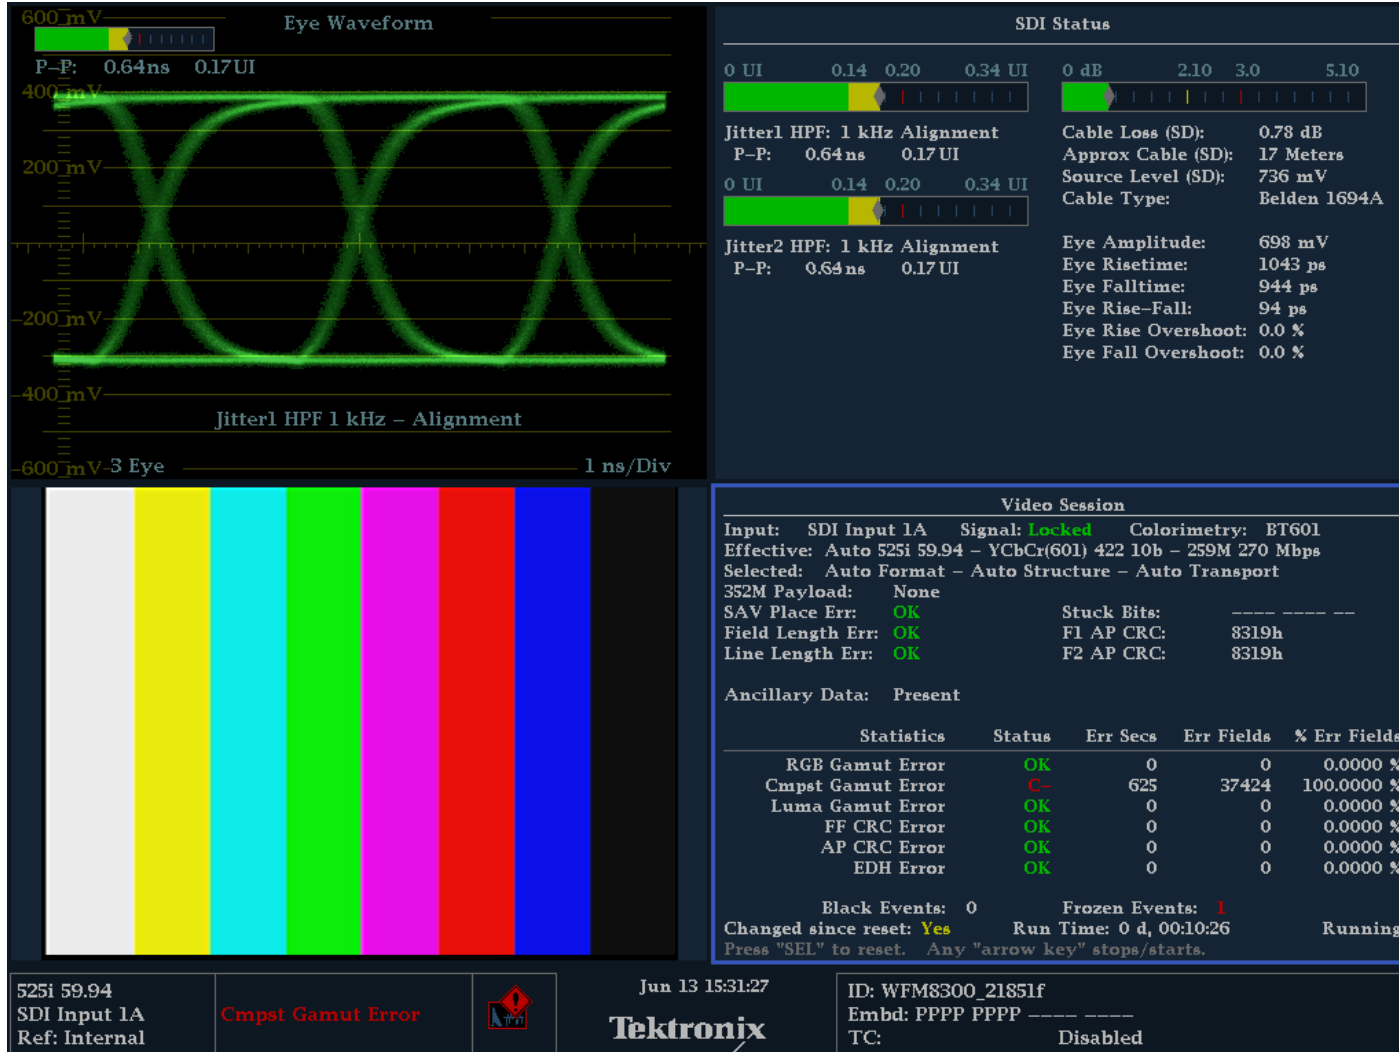 600 mV
Eye Waveform
P-P: 0.64ns 0.17UI
400 mV
200 mV
-200 mV
-400 mV
Jitter1 HPF 1 kHz – Alignment
-600 mV
3 Eye
1 ns/Div
SDI Status
0 UI 0.14 0.20 0.34 UI
Jitter1 HPF: 1 kHz Alignment
P-P: 0.64ns 0.17UI
0 UI 0.14 0.20 0.34 UI
Jitter2 HPF: 1 kHz Alignment
P-P: 0.64ns 0.17UI
0 dB 2.10 3.0 5.10
Cable Loss (SD): 0.78 dB
Approx Cable (SD): 17 Meters
Source Level (SD): 736 mV
Cable Type: Belden 1694A
Eye Amplitude: 698 mV
Eye Risetime: 1043 ps
Eye Falltime: 944 ps
Eye Rise-Fall: 94 ps
Eye Rise Overshoot: 0.0 %
Eye Fall Overshoot: 0.0 %
Video Session
Input: SDI Input 1A Signal: Locked Colorimetry: BT601
Effective: Auto 525i 59.94 – YCbCr(601) 422 10b – 259M 270 Mbps
Selected: Auto Format – Auto Structure – Auto Transport
352M Payload: None
SAV Place Err: OK Stuck Bits: ---- ---- --
Field Length Err: OK F1 AP CRC: 8319h
Line Length Err: OK F2 AP CRC: 8319h
Ancillary Data: Present
Statistics Status Err Secs Err Fields % Err Fields
RGB Gamut Error OK 0 0 0.0000 %
Cmpst Gamut Error C- 625 37424 100.0000 %
Luma Gamut Error OK 0 0 0.0000 %
FF CRC Error OK 0 0 0.0000 %
AP CRC Error OK 0 0 0.0000 %
EDH Error OK 0 0 0.0000 %
Black Events: 0 Frozen Events: 1
Changed since reset: Yes Run Time: 0 d, 00:10:26 Running
Press "SEL" to reset. Any "arrow key" stops/starts.
525i 59.94
SDI Input 1A
Ref: Internal
Cmpst Gamut Error
Jun 13 15:31:27
Tektronix
ID: WFM8300_21851f
Embd: PPPP PPPP ---- ----
TC: Disabled